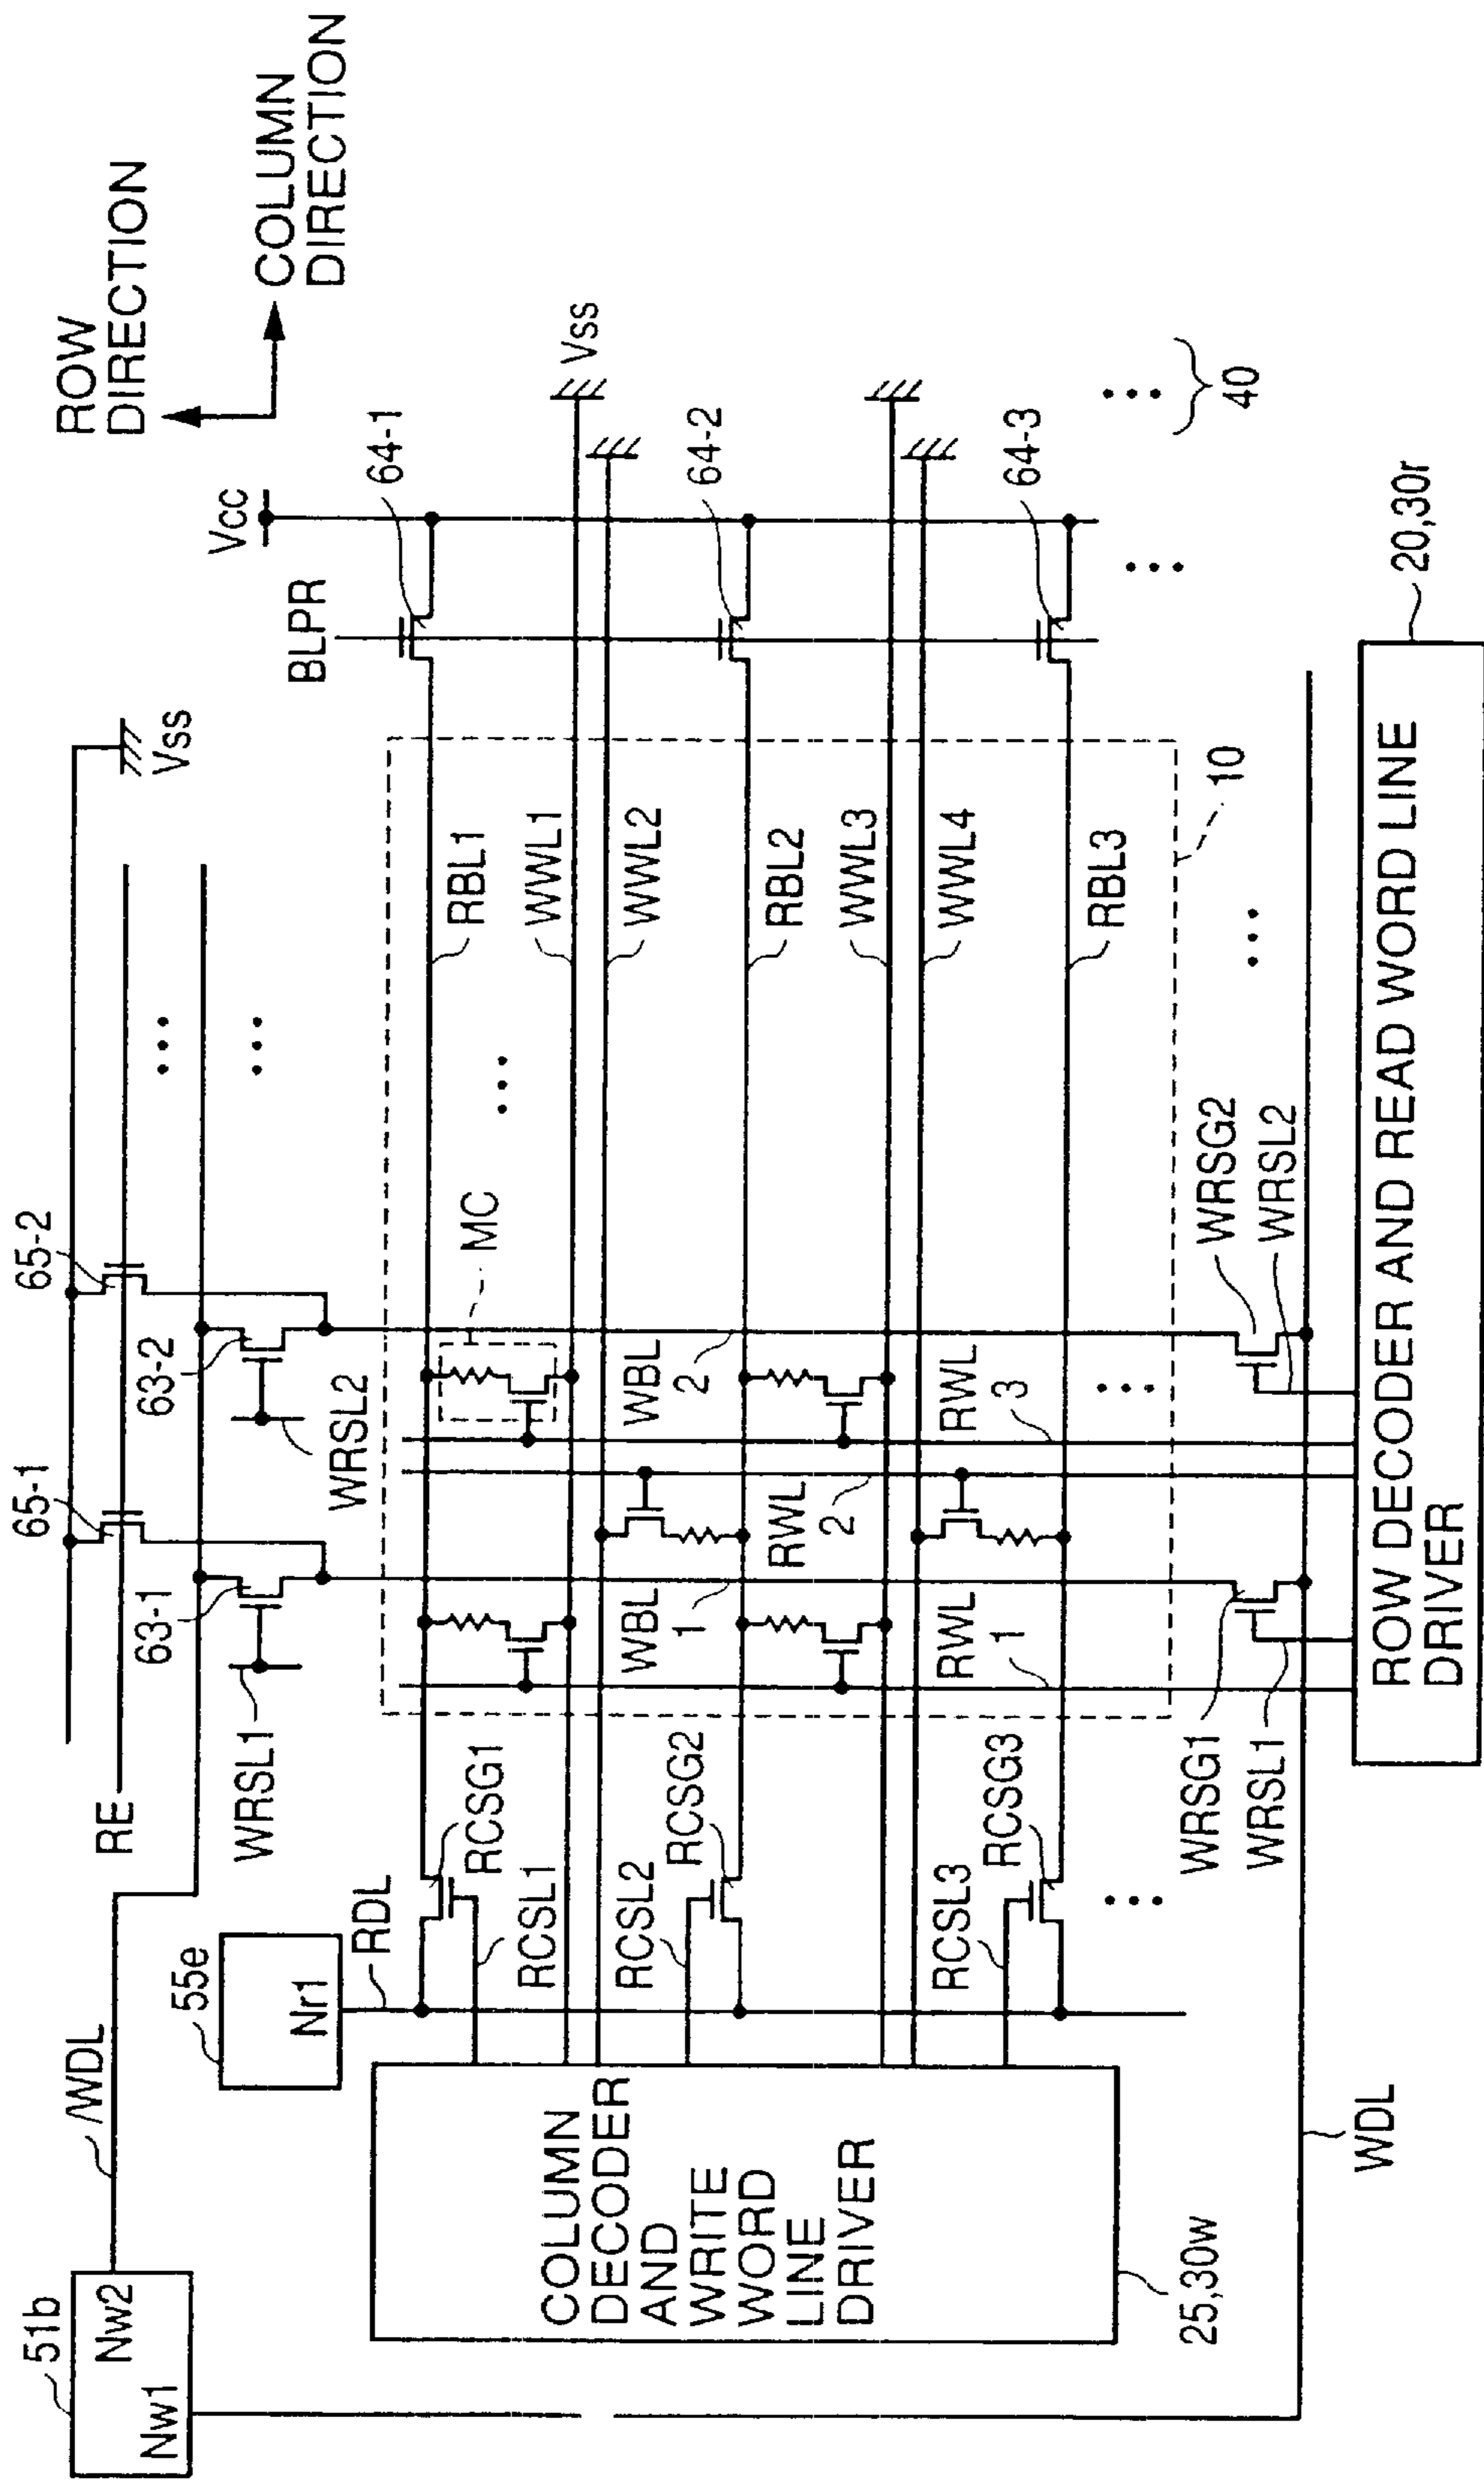 ROW
DIRECTION
COLUMN
DIRECTION
65-2
65-1
Vss
RE
63-2
63-1
WRSL2
WRSL1
/WDL
51b
Nw2
Nw1
55e
Nr1
RDL
Vcc
BLPR
64-1
RCSG1
RCSL1
MC
RBL1
WWL1
Vss
WWL2
WBL
1
WBL
2
RCSL2
RCSG2
RBL2
64-2
RWL
2
WWL3
WWL4
RWL
1
RWL
3
RCSL3
RCSG3
RBL3
64-3
40
10
COLUMN
DECODER
AND
WRITE
WORD
LINE
DRIVER
25,30w
WRSG1
WRSL1
WRSG2
WRSL2
WDL
ROW DECODER AND READ WORD LINE
DRIVER
20,30r